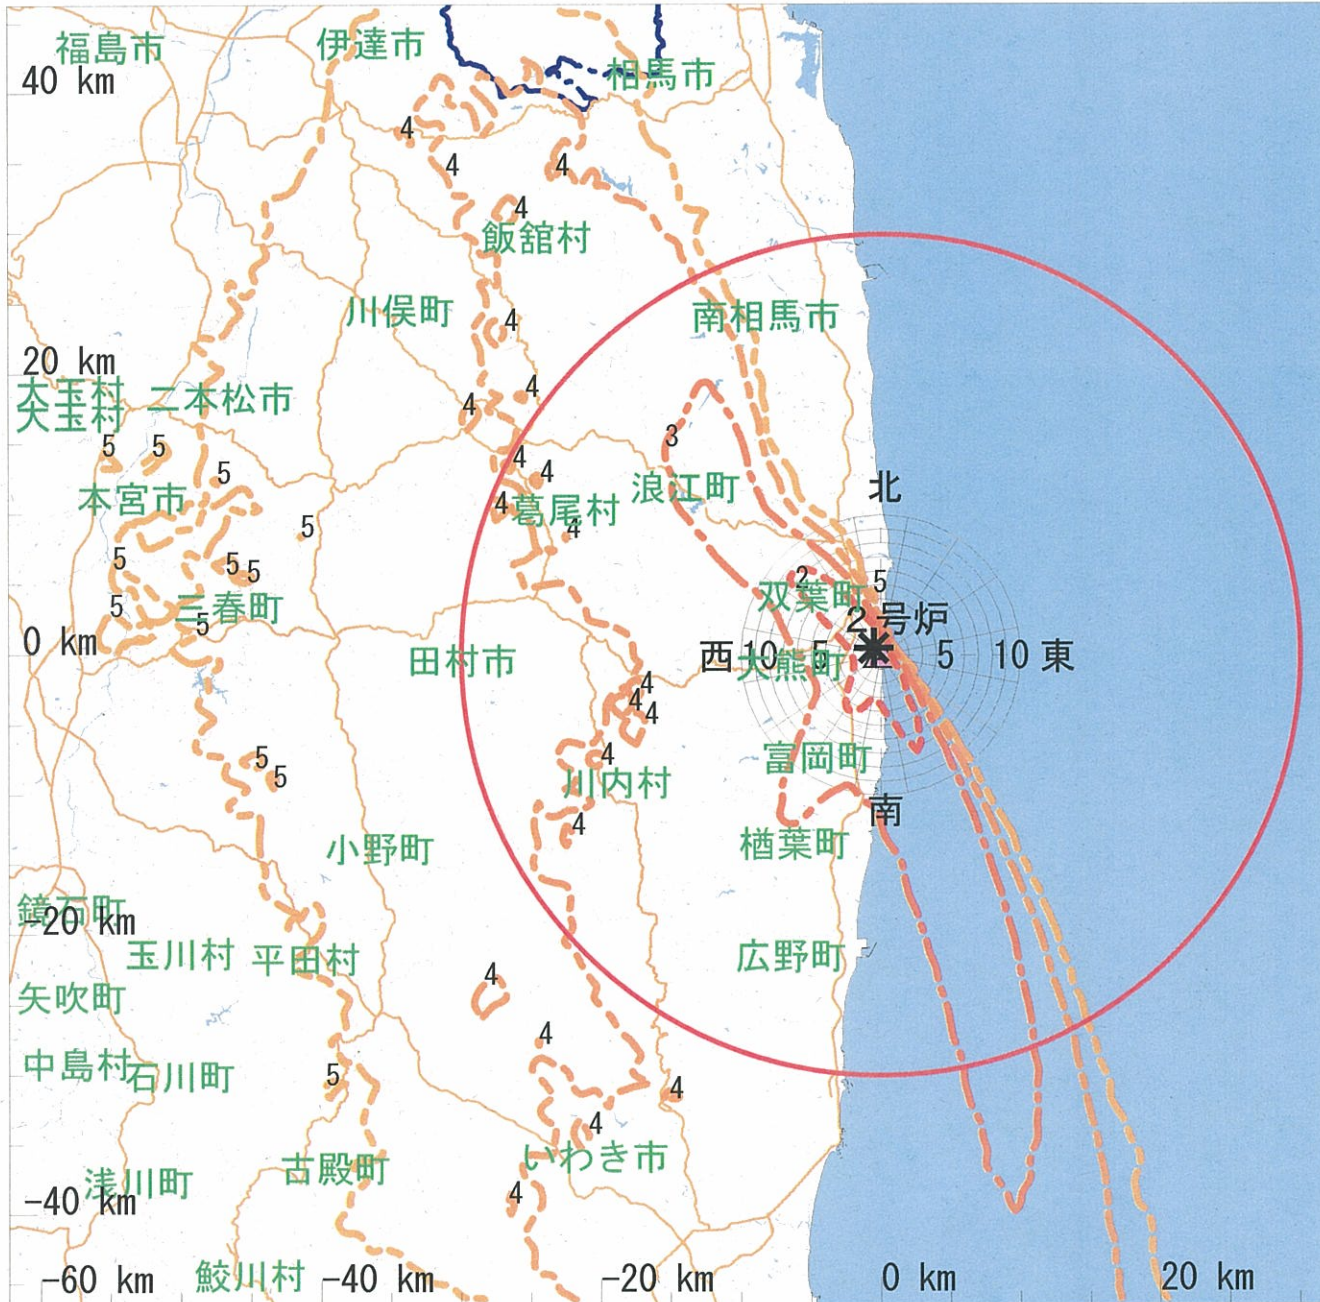 福島市
伊達市
相馬市
40 km
4
4
4
4
飯舘村
川俣町
南相馬市
4
20 km
大玉村
大玉村
二本松市
4
4
3
5
5
5
4
4
本宮市
浪江町
北
4
葛尾村
4
5
5
5
5
2
5
双葉町
5
三春町
5
2号炉
0 km
田村市
西
10
5
大熊町
5
10
東
4
4
4
4
5
5
富岡町
川内村
南
4
小野町
楢葉町
鏡石町
-20 km
玉川村
平田村
広野町
4
矢吹町
4
中島村
石川町
5
4
4
いわき市
古殿町
浅川町
4
-40 km
鮫川村
-60 km
-40 km
-20 km
0 km
20 km